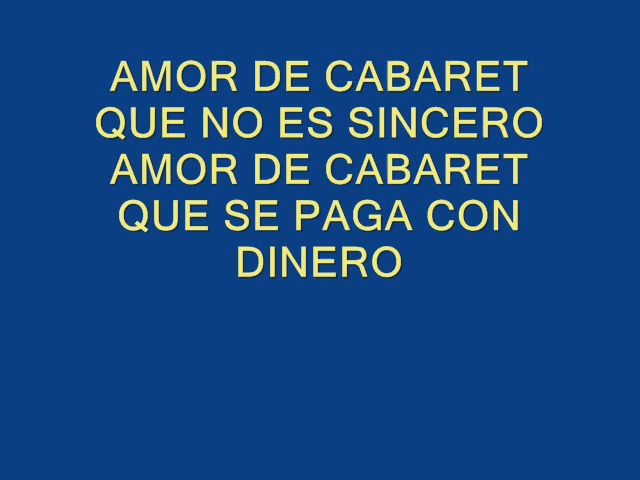 AMOR DE CABARET
QUE NO ES SINCERO
AMOR DE CABARET
QUE SE PAGA CON
DINERO